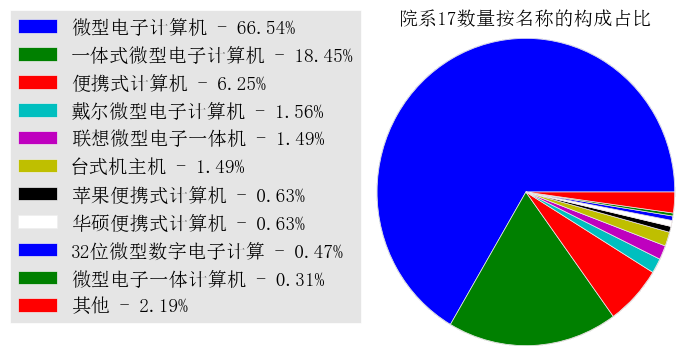 微型电子计算机 - 66.54%
一体式微型电子计算机 - 18.45%
便携式计算机 - 6.25%
戴尔微型电子计算机 - 1.56%
联想微型电子一体机 - 1.49%
台式机主机 - 1.49%
苹果便携式计算机 - 0.63%
华硕便携式计算机 - 0.63%
32位微型数字电子计算 - 0.47%
微型电子一体计算机 - 0.31%
其他 - 2.19%
院系17数量按名称的构成占比